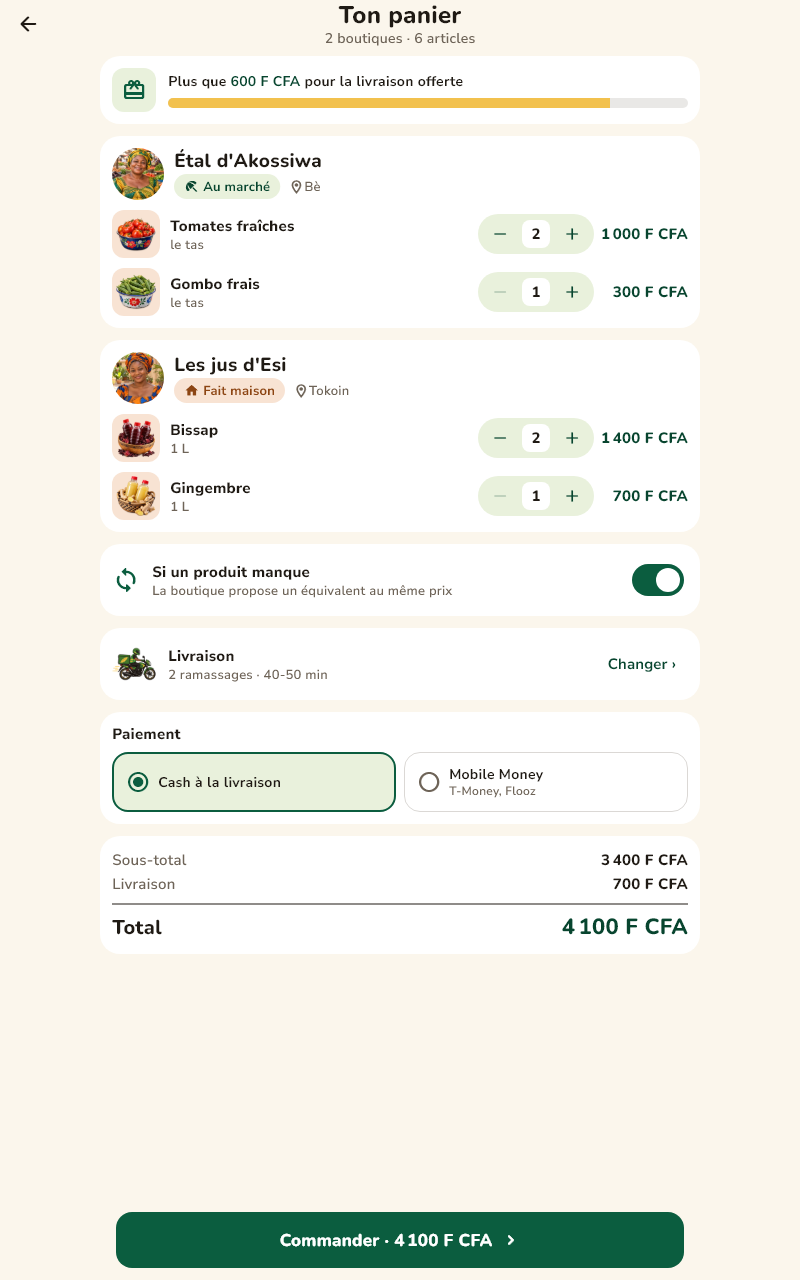 Ton panier
2 boutiques · 6 articles
Plus que 600 F CFA pour la livraison offerte
Étal d'Akossiwa
Au marché Bè
Tomates fraîches
le tas
2
1 000 F CFA
Gombo frais
le tas
1
300 F CFA
Les jus d'Esi
Fait maison Tokoin
Bissap
1 L
2
1 400 F CFA
Gingembre
1 L
1
700 F CFA
Si un produit manque
La boutique propose un équivalent au même prix
Livraison
2 ramassages · 40-50 min
Changer ›
Paiement
Cash à la livraison
Mobile Money
T-Money, Flooz
Sous-total 3 400 F CFA
Livraison 700 F CFA
Total 4 100 F CFA
Commander · 4 100 F CFA ›